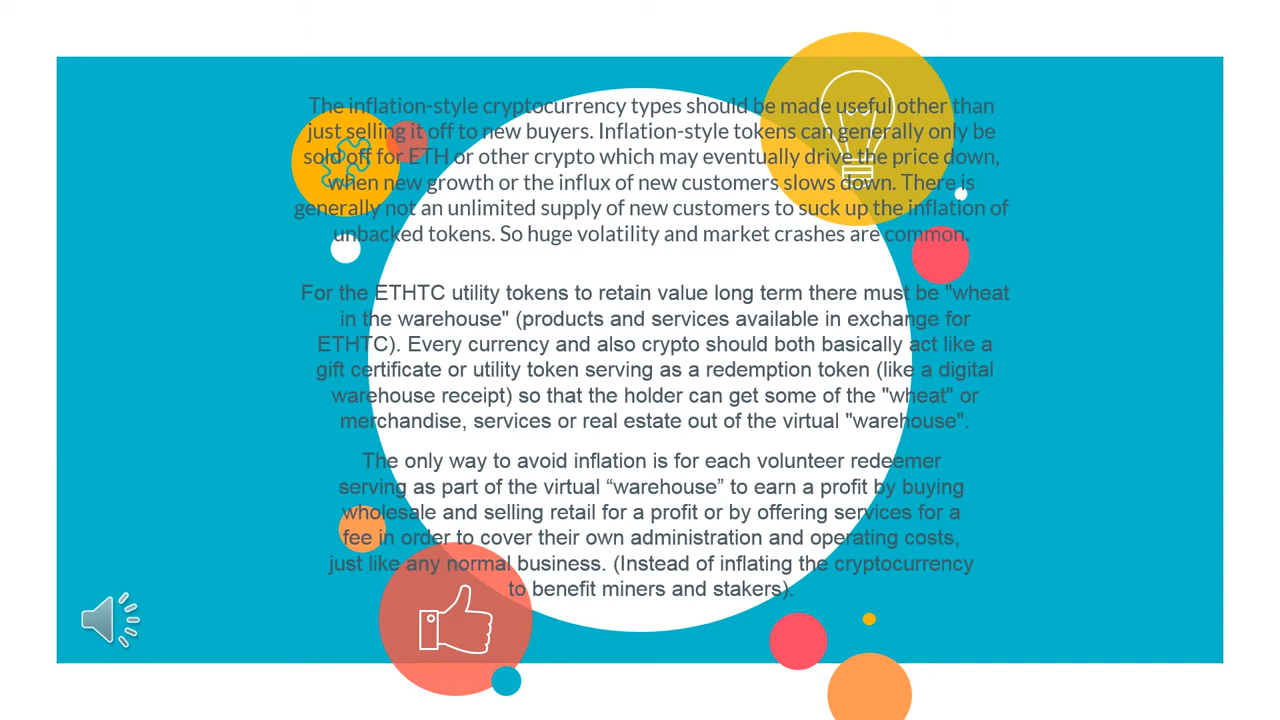 The inflation-style cryptocurrency types should be made useful other than
just selling it off to new buyers. Inflation-style tokens can generally only be
sold off for ETH or other crypto which may eventually drive the price down,
when new growth or the influx of new customers slows down. There is
generally not an unlimited supply of new customers to suck up the inflation of
unbacked tokens. So huge volatility and market crashes are common.
For the ETHTC utility tokens to retain value long term there must be "wheat
in the warehouse" (products and services available in exchange for
ETHTC). Every currency and also crypto should both basically act like a
gift certificate or utility token serving as a redemption token (like a digital
warehouse receipt) so that the holder can get some of the "wheat" or
merchandise, services or real estate out of the virtual "warehouse".
The only way to avoid inflation is for each volunteer redeemer
serving as part of the virtual “warehouse” to earn a profit by buying
wholesale and selling retail for a profit or by offering services for a
fee in order to cover their own administration and operating costs,
just like any normal business. (Instead of inflating the cryptocurrency
to benefit miners and stakers).